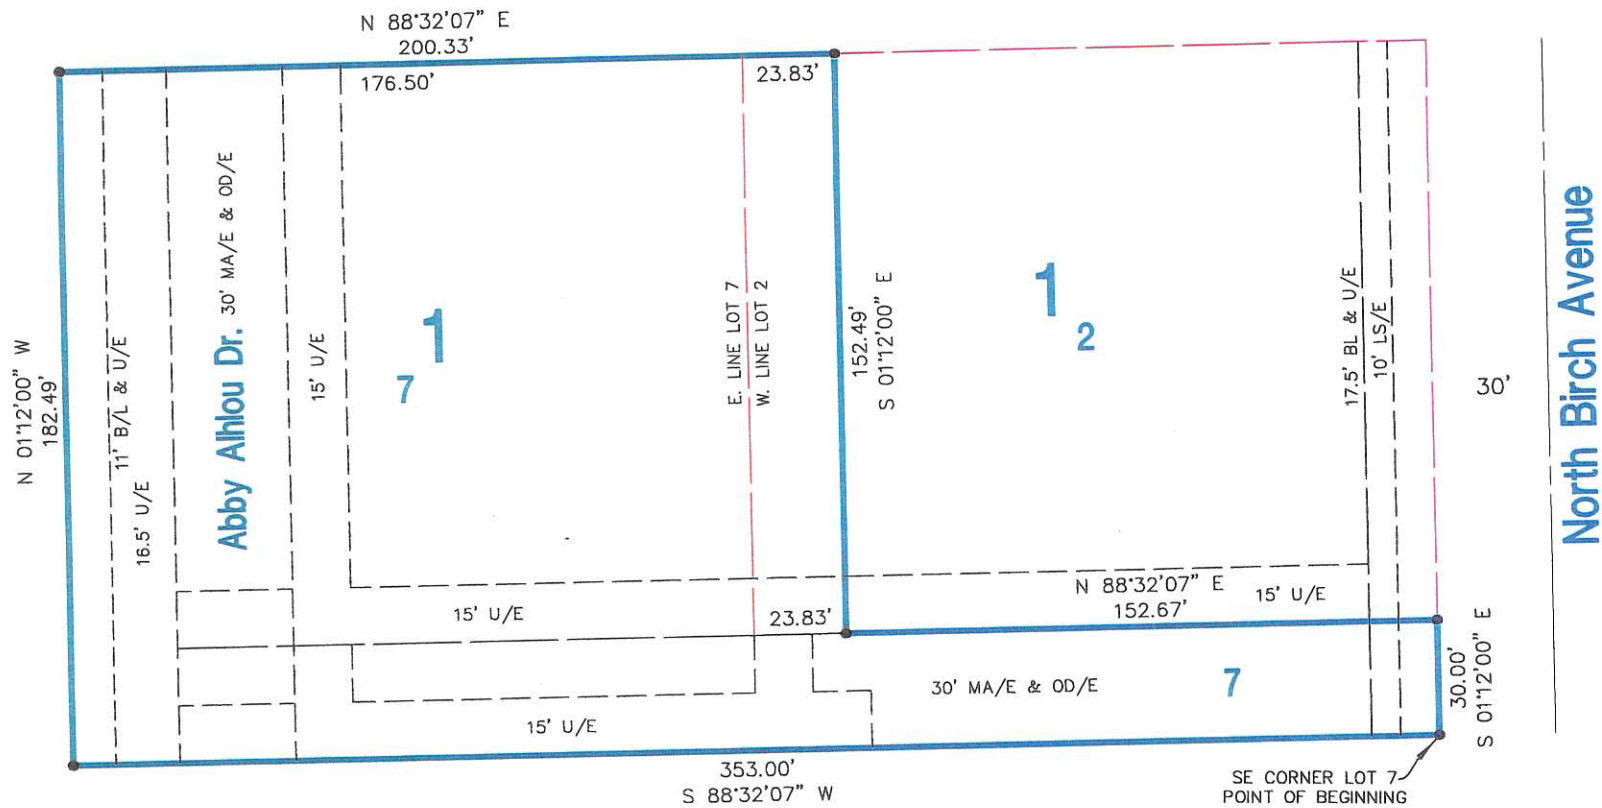 N 88°32'07" E
200.33'
176.50'
23.83'
N 01°12'00" W
182.49'
11' B/L & U/E
16.5' U/E
Abby Alhlou Dr. 30' MA/E & OD/E
15' U/E
1
7
E. LINE LOT 7
W. LINE LOT 2
152.49'
S 01°12'00" E
1
2
17.5' BL & U/E
10' LS/E
30'
North Birch Avenue
15' U/E
23.83'
N 88°32'07" E
152.67'
15' U/E
30' MA/E & OD/E
7
30.00'
S 01°12'00" E
15' U/E
353.00'
S 88°32'07" W
SE CORNER LOT 7
POINT OF BEGINNING